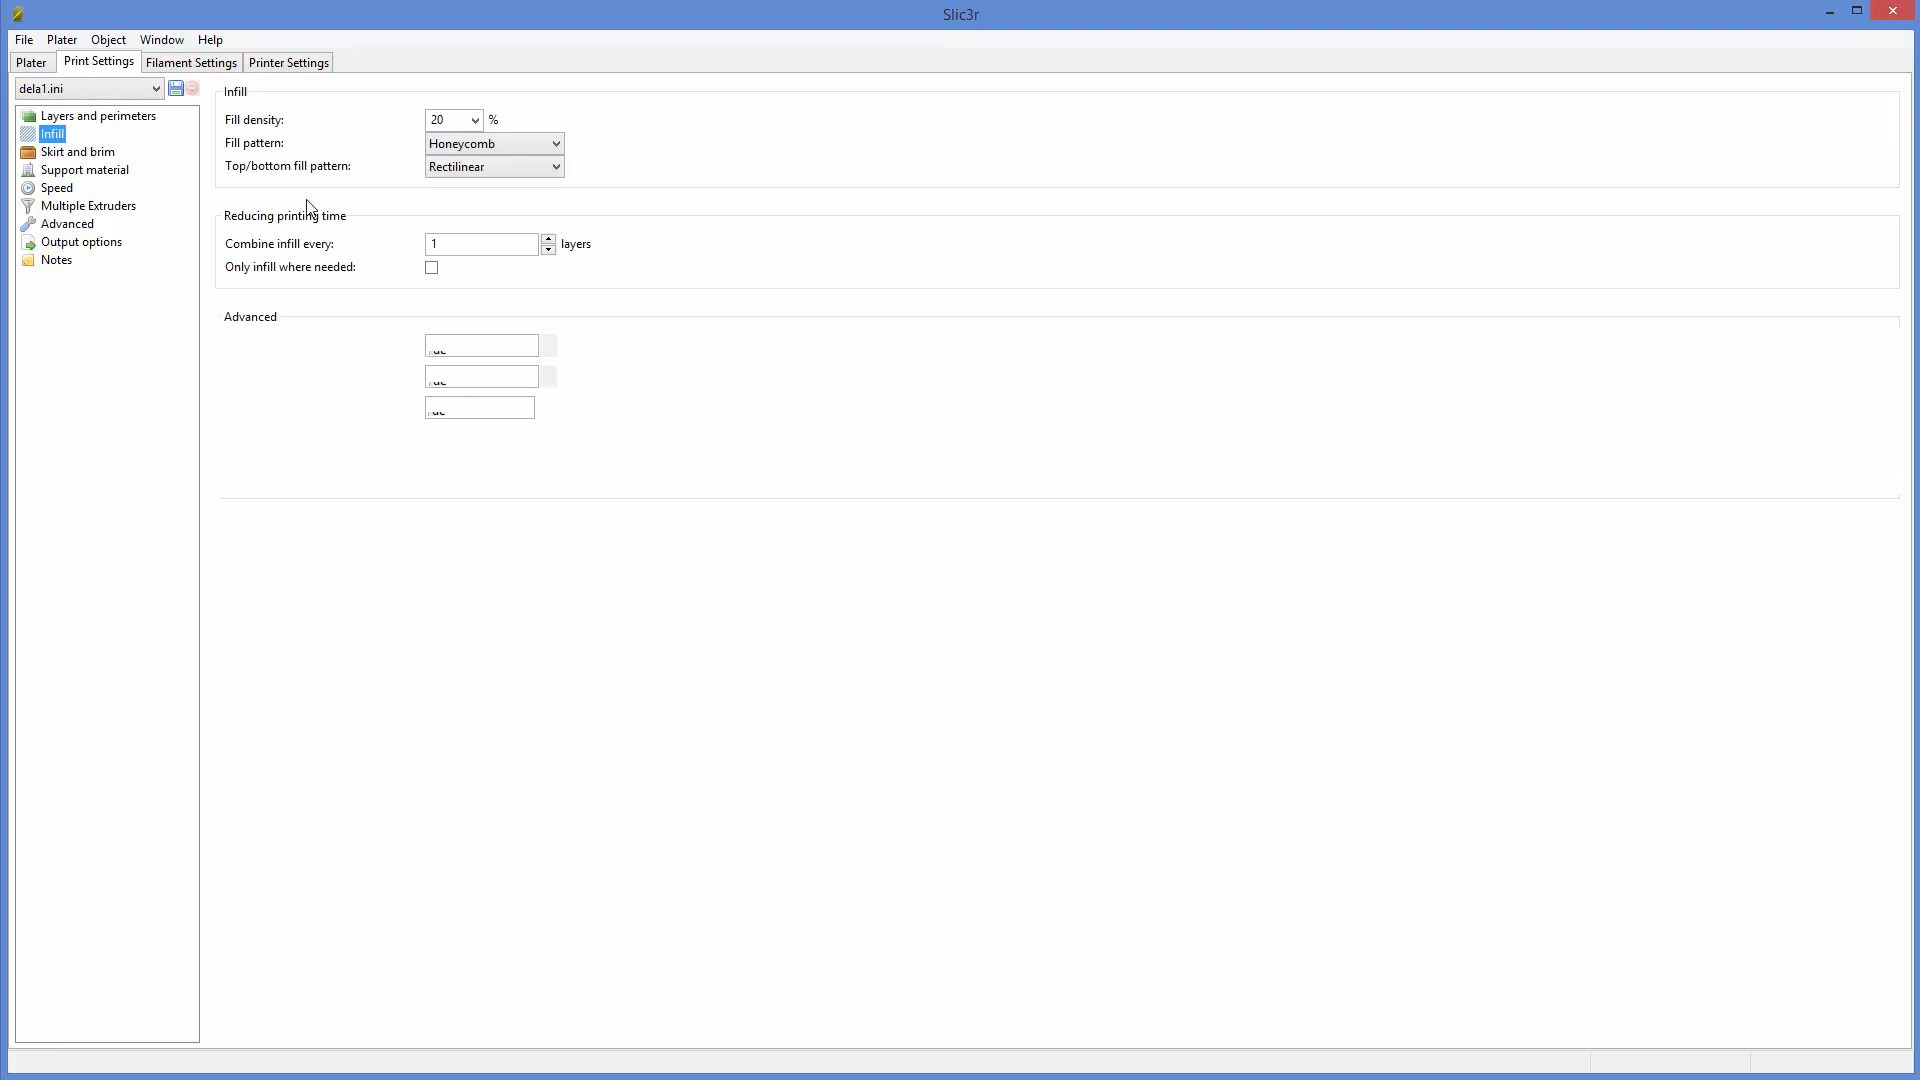 Slic3r
File Plater Object Window Help
Plater Print Settings Filament Settings Printer Settings
dela1.ini
Layers and perimeters
Infill
Skirt and brim
Support material
Speed
Multiple Extruders
Advanced
Output options
Notes
Infill
Fill density: 20 %
Fill pattern: Honeycomb
Top/bottom fill pattern: Rectilinear
Reducing printing time
Combine infill every: 1 layers
Only infill where needed:
Advanced